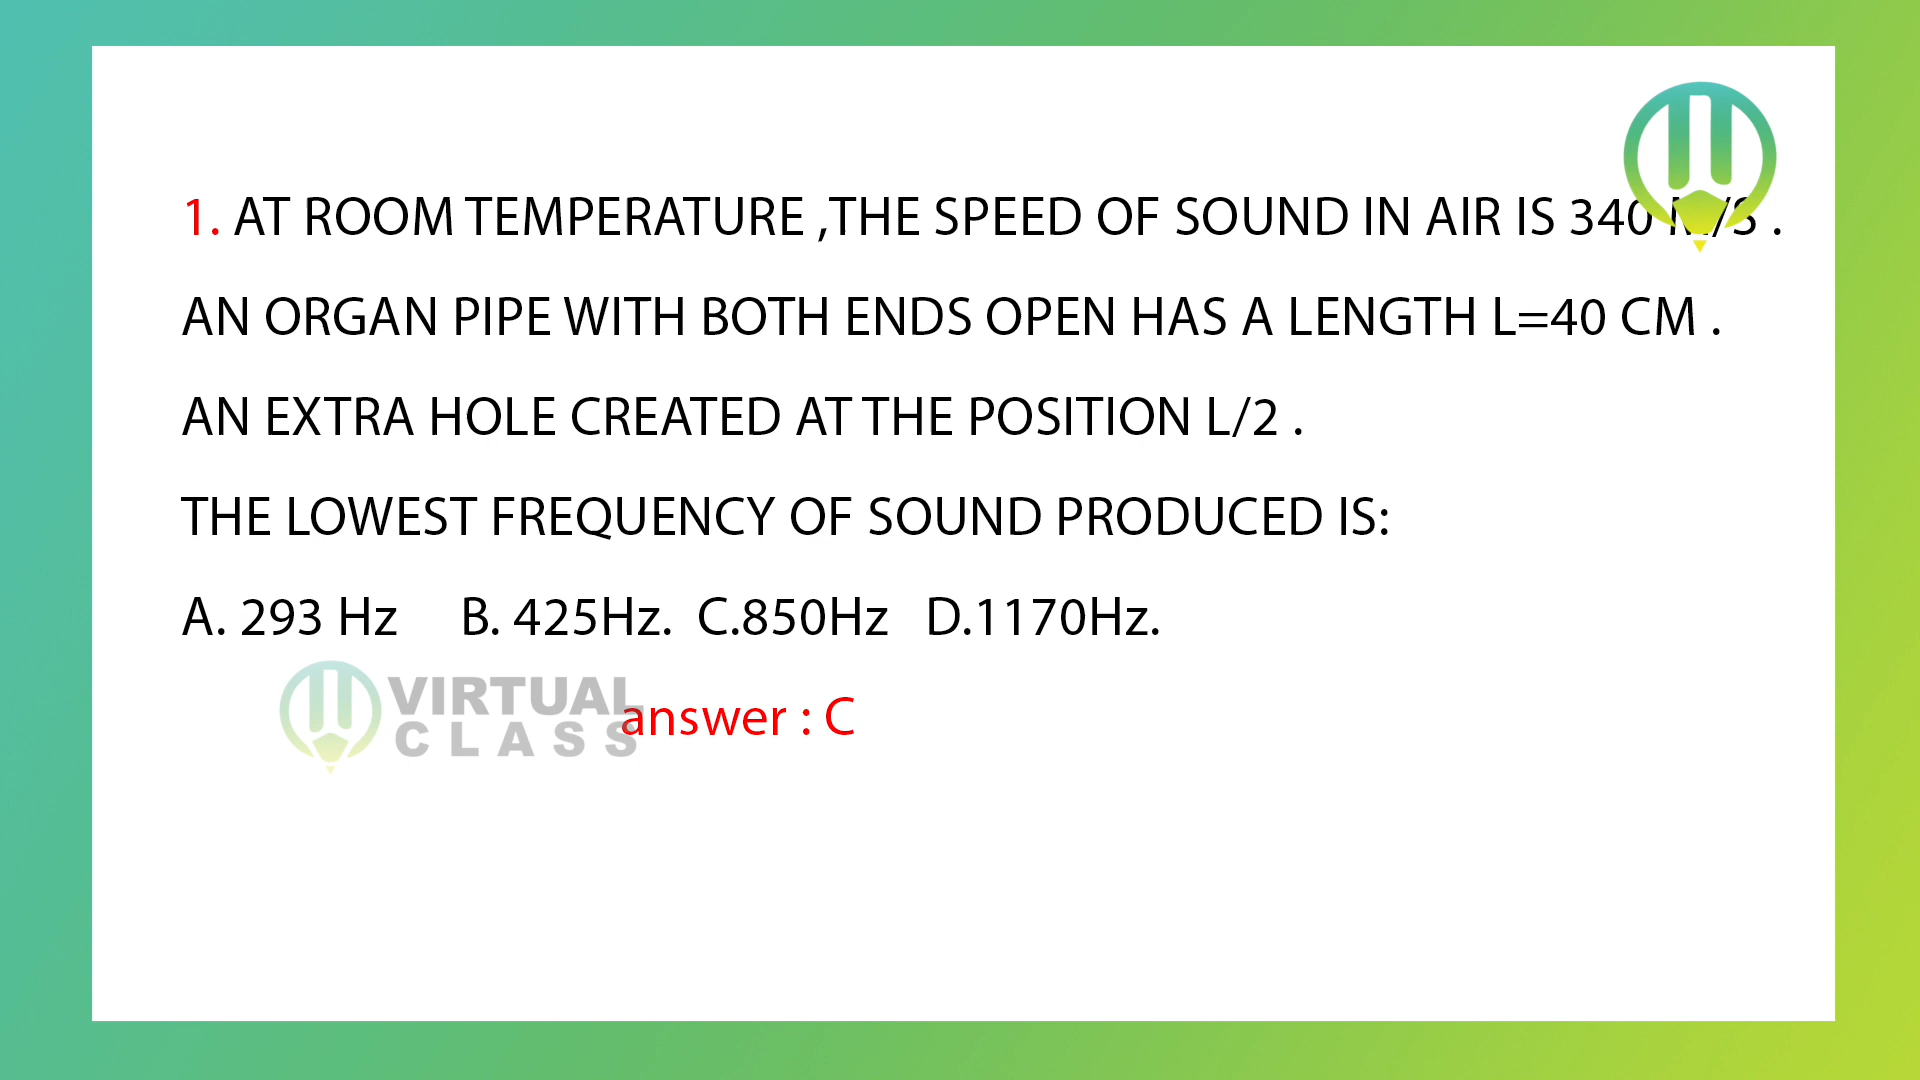 1. AT ROOM TEMPERATURE ,THE SPEED OF SOUND IN AIR IS 340 M/S .
AN ORGAN PIPE WITH BOTH ENDS OPEN HAS A LENGTH L=40 CM .
AN EXTRA HOLE CREATED AT THE POSITION L/2 .
THE LOWEST FREQUENCY OF SOUND PRODUCED IS:
A. 293 Hz B. 425Hz. C.850Hz D.1170Hz.
VIRTUAL
CLASS
answer : C